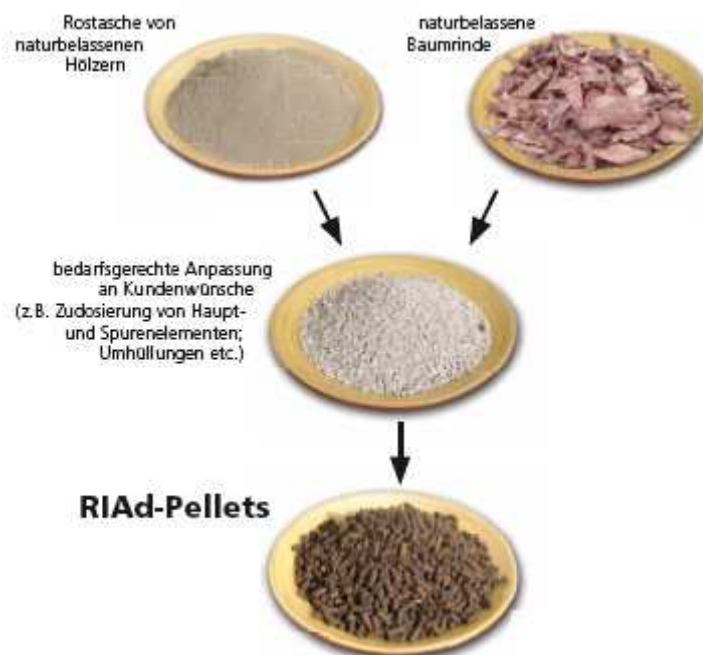 Rostasche von
naturbelassenen
Hölzern
naturbelassene
Baumrinde
bedarfsgerechte Anpassung
an Kundenwünsche
(z.B. Zudosierung von Haupt-
und Spurenelementen;
Umhüllungen etc.)
RIAd-Pellets